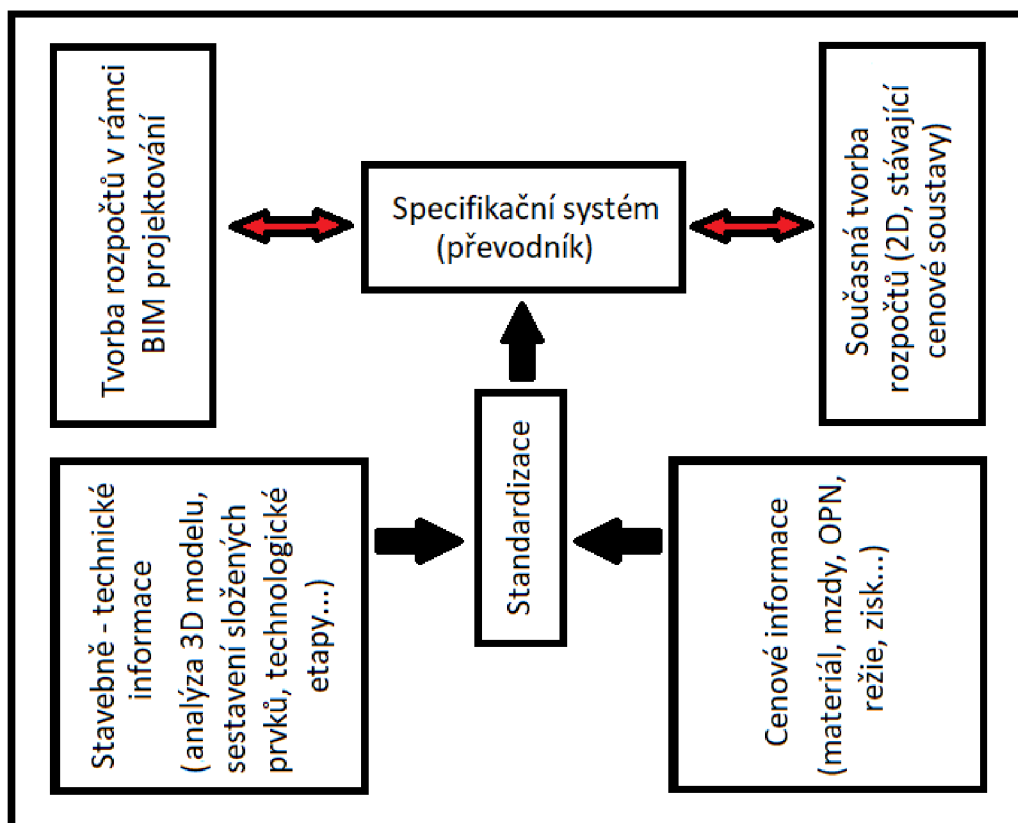 Tvorba rozpočtů v rámci
BIM projektování
Specifikační systém
(převodník)
Současná tvorba
rozpočtů (2D, stávající
cenové soustavy)
Stavebně - technické
informace
(analýza 3D modelu,
sestavení složených
prvků, technologické
etapy...)
Standardizace
Cenové informace
(materiál, mzdy, OPN,
režie, zisk...)